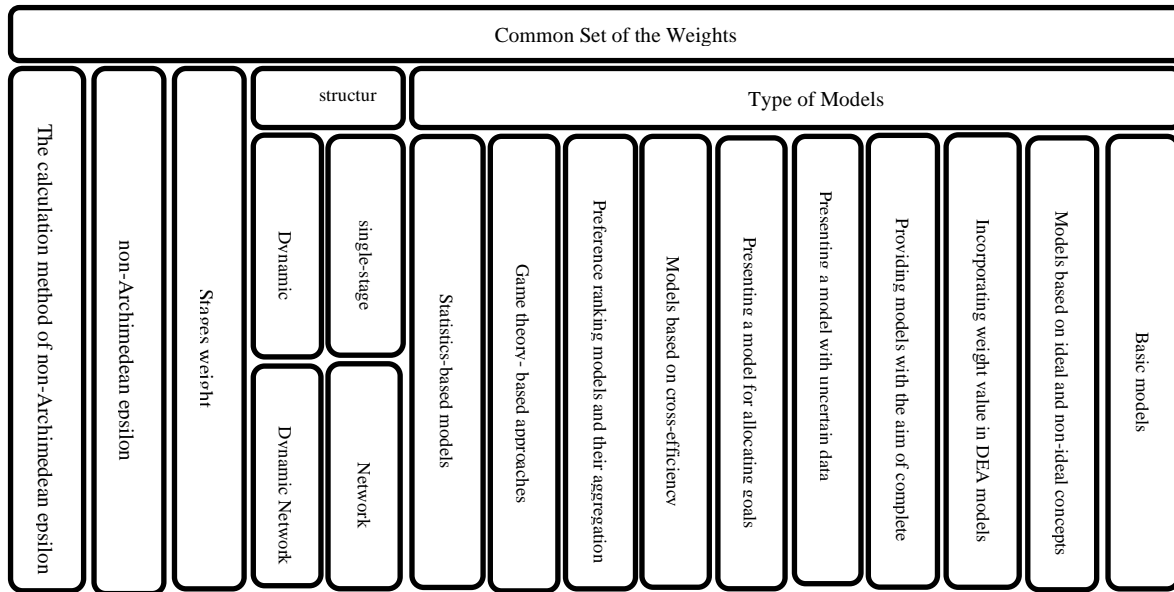 Common Set of the Weights
The calculation method of non-Archimedean epsilon
non-Archimedean epsilon
Stages weight
structur
Type of Models
Dynamic
single-stage
Dynamic Network
Network
Statistics-based models
Game theory- based approaches
Preference ranking models and their aggregation
Models based on cross-efficiency
Presenting a model for allocating goals
Presenting a model with uncertain data
Providing models with the aim of complete
Incorporating weight value in DEA models
Models based on ideal and non-ideal concepts
Basic models